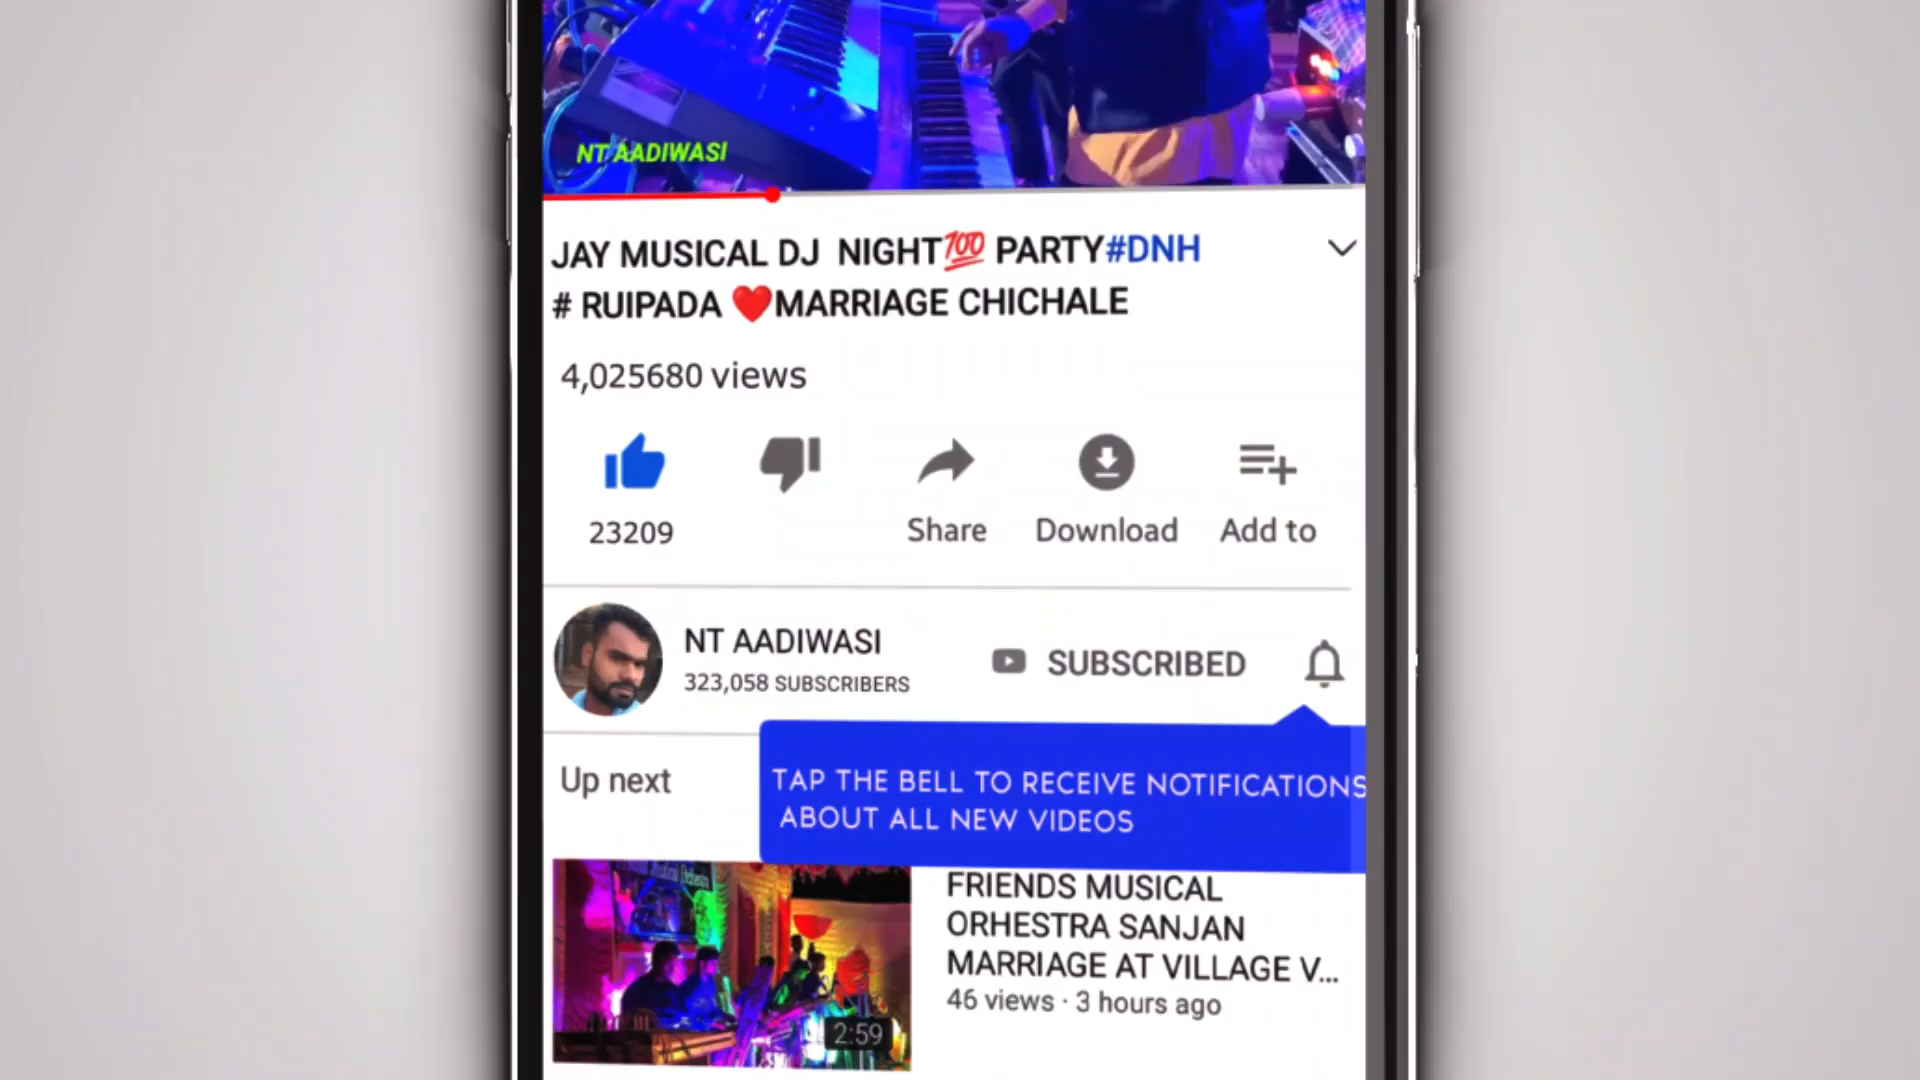 NT AADIWASI
JAY MUSICAL DJ NIGHT💯 PARTY#DNH
# RUIPADA ❤️MARRIAGE CHICHALE
4,025680 views
23209
Share
Download
Add to
NT AADIWASI
323,058 SUBSCRIBERS
SUBSCRIBED
TAP THE BELL TO RECEIVE NOTIFICATIONS
ABOUT ALL NEW VIDEOS
Up next
FRIENDS MUSICAL
ORHESTRA SANJAN
MARRIAGE AT VILLAGE V...
46 views · 3 hours ago
2:59